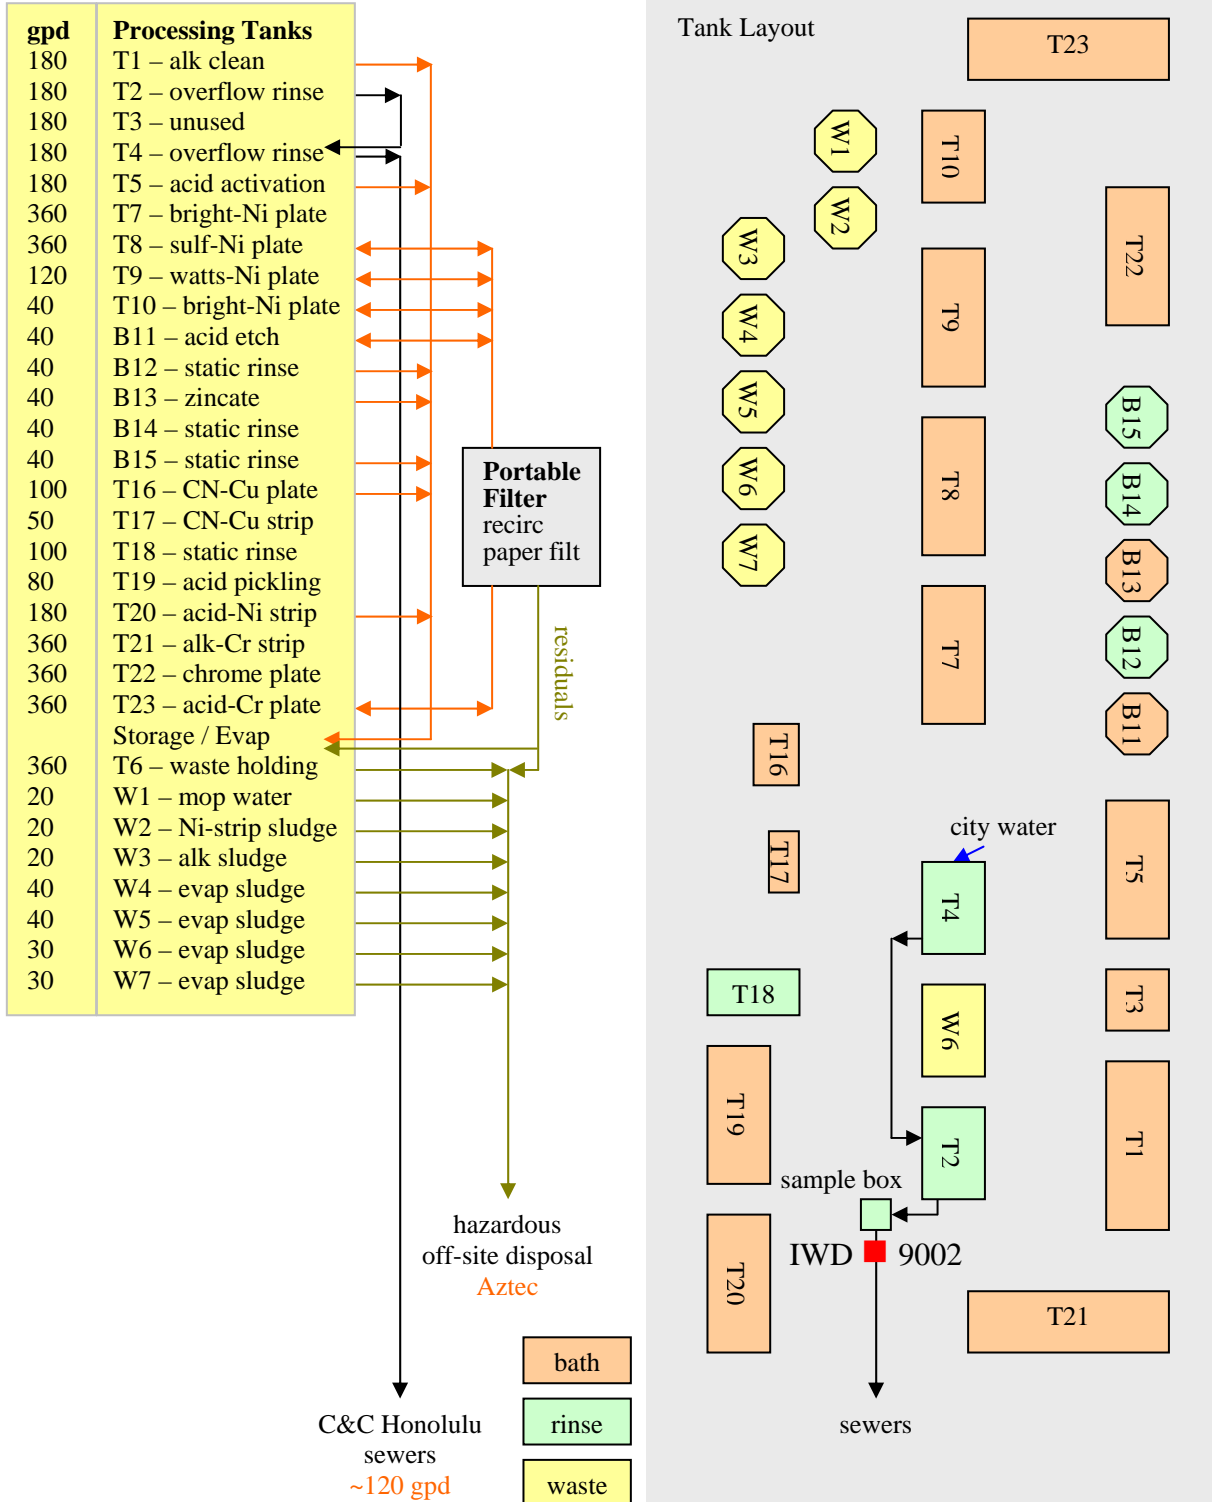 gpd Processing Tanks
180 T1 – alk clean
180 T2 – overflow rinse
180 T3 – unused
180 T4 – overflow rinse
180 T5 – acid activation
360 T7 – bright-Ni plate
360 T8 – sulf-Ni plate
120 T9 – watts-Ni plate
40 T10 – bright-Ni plate
40 B11 – acid etch
40 B12 – static rinse
40 B13 – zincate
40 B14 – static rinse
40 B15 – static rinse
100 T16 – CN-Cu plate
50 T17 – CN-Cu strip
100 T18 – static rinse
80 T19 – acid pickling
180 T20 – acid-Ni strip
360 T21 – alk-Cr strip
360 T22 – chrome plate
360 T23 – acid-Cr plate
Storage / Evap
360 T6 – waste holding
20 W1 – mop water
20 W2 – Ni-strip sludge
20 W3 – alk sludge
40 W4 – evap sludge
40 W5 – evap sludge
30 W6 – evap sludge
30 W7 – evap sludge
Portable
Filter
recirc
paper filt
residuals
hazardous
off-site disposal
Aztec
C&C Honolulu
sewers
~120 gpd
bath
rinse
waste
Tank Layout
T23
W1
T10
W2
T22
W3
T9
W4
W5
B15
T8
W6
B14
W7
B13
T7
B12
B11
T16
city water
T17
T4
T5
T18
W6
T3
T19
T2
T1
sample box
IWD 9002
T20
T21
sewers